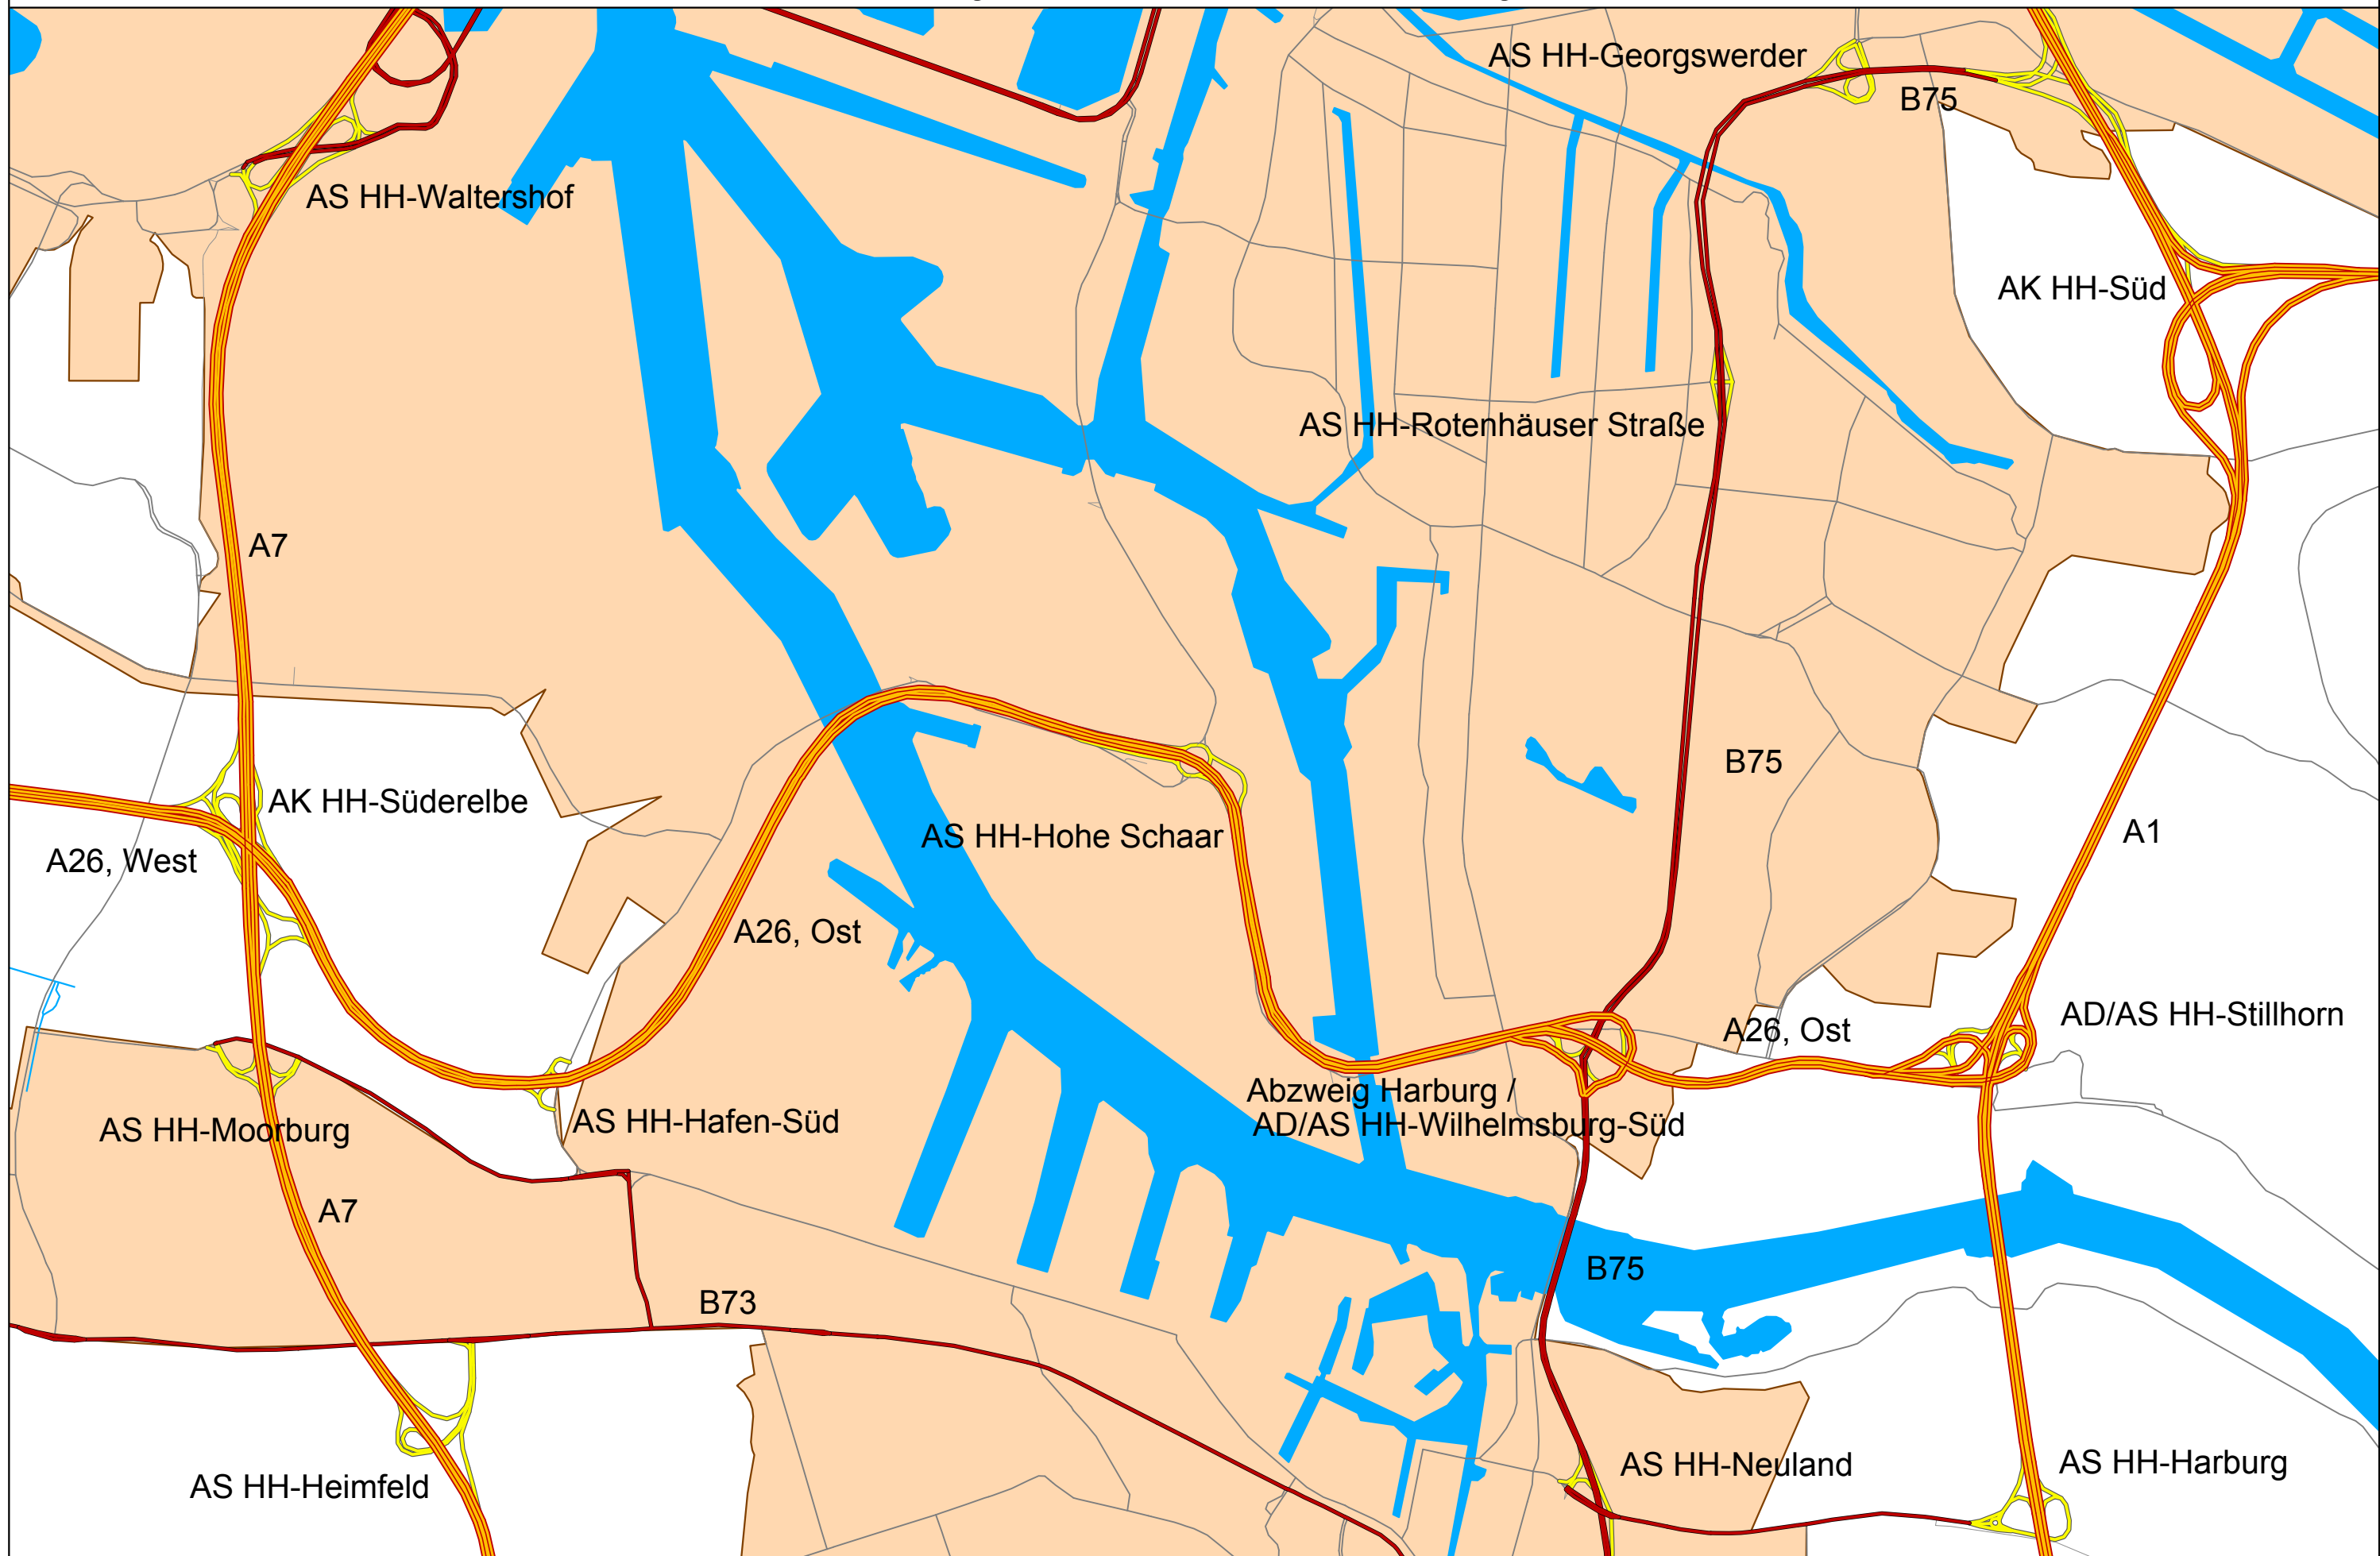 AS HH-Georgswerder
B75
AS HH-Waltershof
AK HH-Süd
AS HH-Rotenhäuser Straße
A7
B75
AK HH-Süderelbe
A26, West
AS HH-Hohe Schaar
A1
A26, Ost
AD/AS HH-Stillhorn
A26, Ost
Abzweig Harburg /
AD/AS HH-Wilhelmsburg-Süd
AS HH-Hafen-Süd
AS HH-Moorburg
A7
B75
B73
AS HH-Neuland
AS HH-Harburg
AS HH-Heimfeld